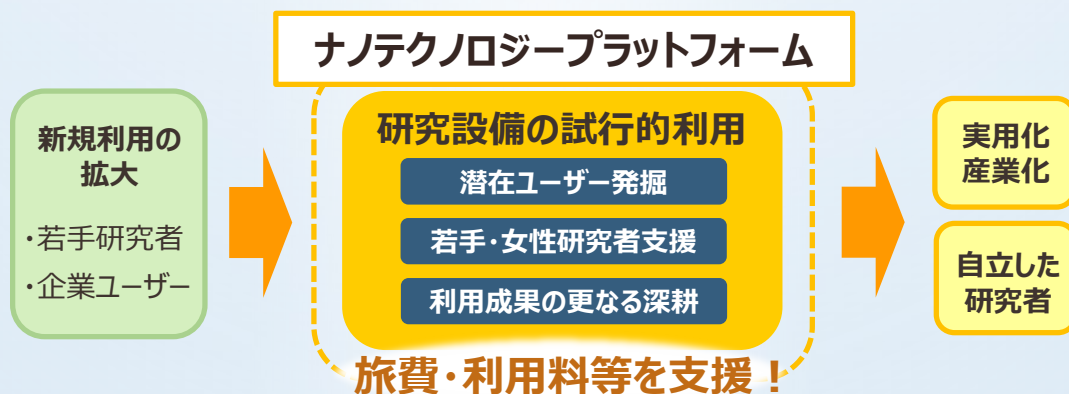 ナノテクノロジープラットフォーム
新規利用の
拡大
・若手研究者
・企業ユーザー
研究設備の試行的利用
潜在ユーザー発掘
若手・女性研究者支援
利用成果の更なる深耕
旅費・利用料等を支援！
実用化
産業化
自立した
研究者